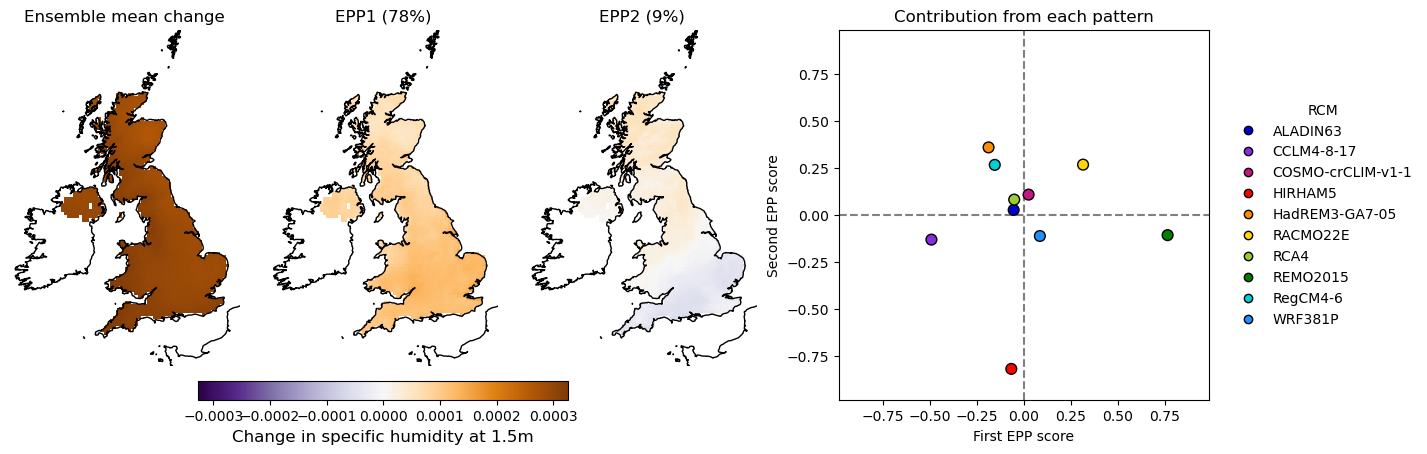 Ensemble mean change
EPP1 (78%)
EPP2 (9%)
−0.0003 −0.0002 −0.0001 0.0000 0.0001 0.0002 0.0003
Change in specific humidity at 1.5m
Contribution from each pattern
Second EPP score
0.75
0.50
0.25
0.00
−0.25
−0.50
−0.75
−0.75 −0.50 −0.25 0.00 0.25 0.50 0.75
First EPP score
RCM
ALADIN63
CCLM4-8-17
COSMO-crCLIM-v1-1
HIRHAM5
HadREM3-GA7-05
RACMO22E
RCA4
REMO2015
RegCM4-6
WRF381P